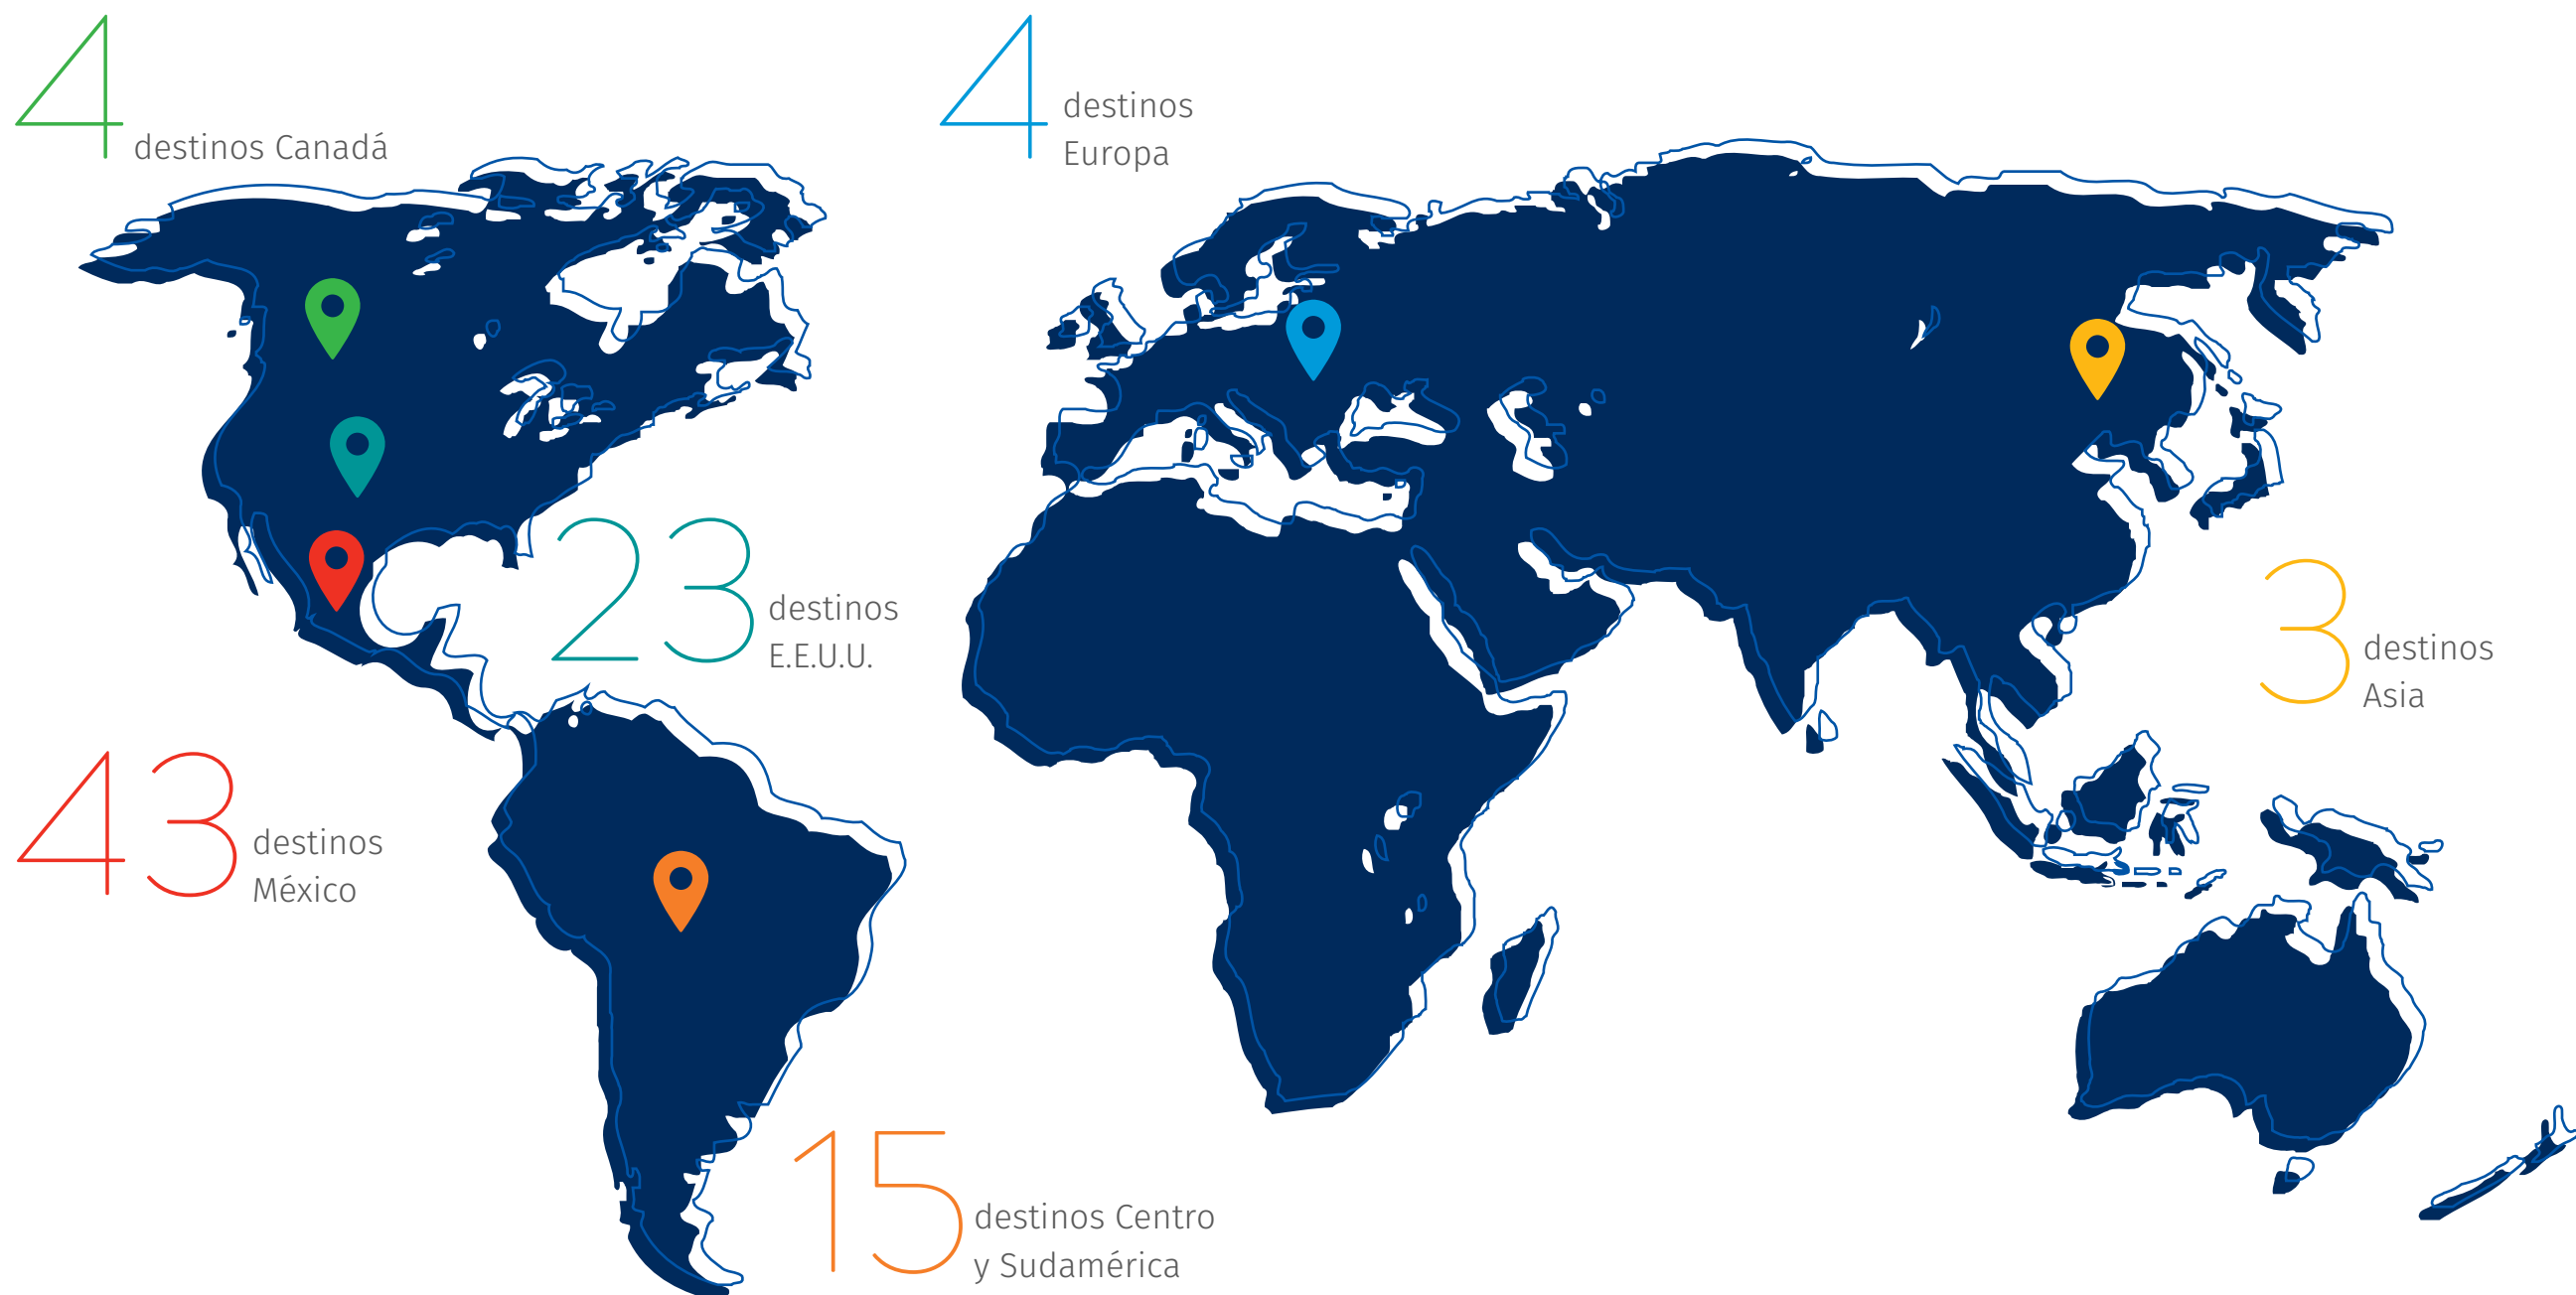 4
destinos Canadá
4
destinos
Europa
23
destinos
E.E.U.U.
3
destinos
Asia
43
destinos
México
15
destinos Centro
y Sudamérica